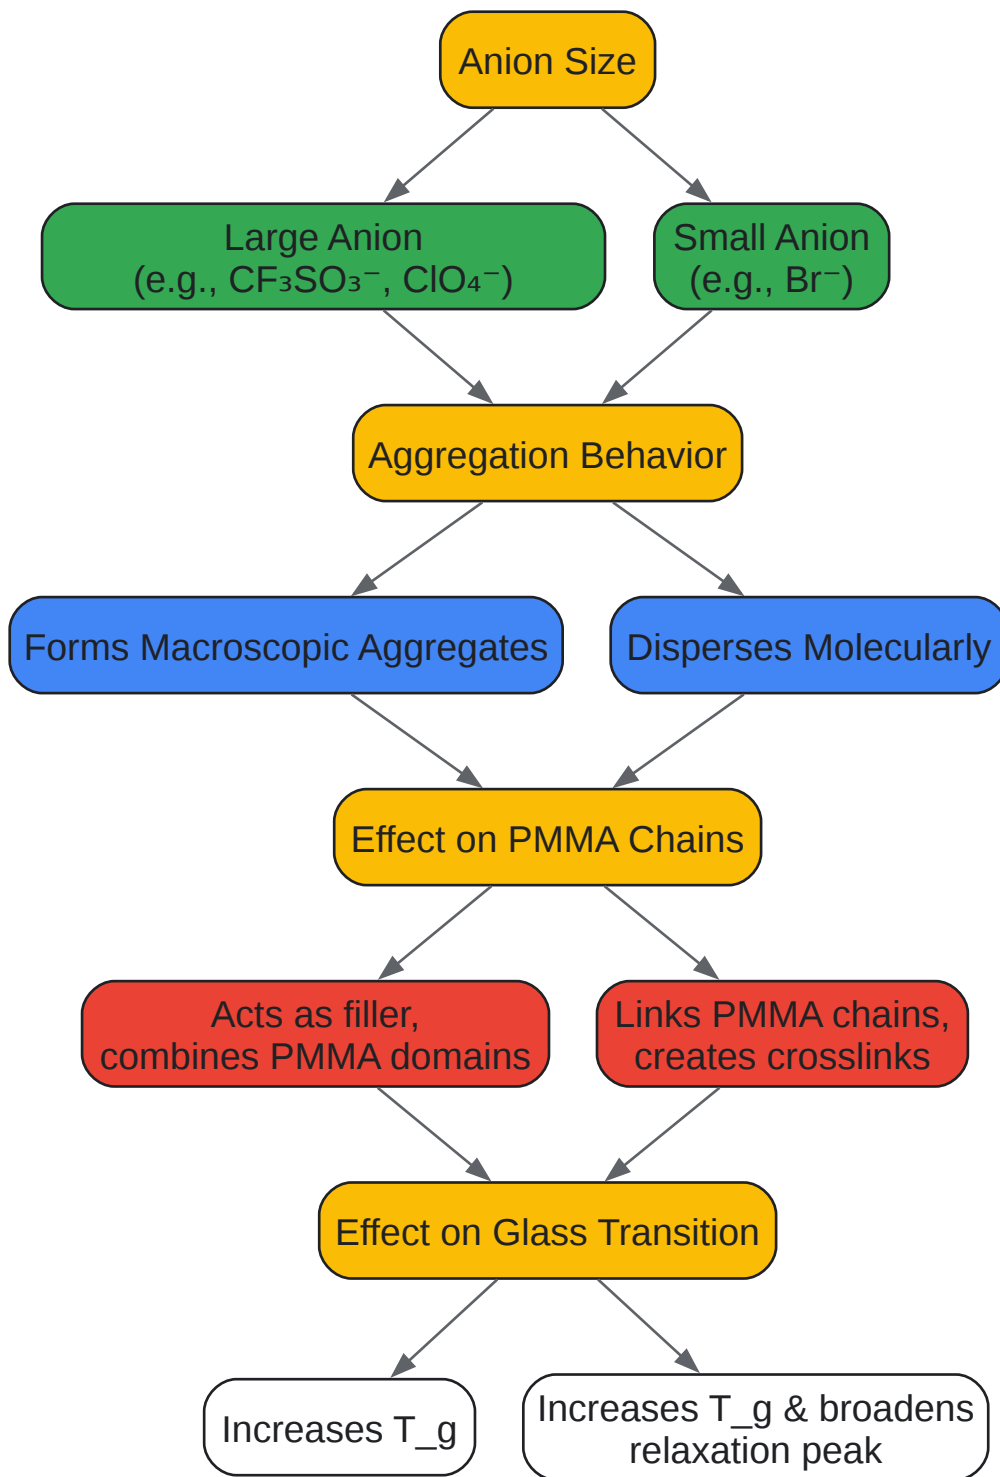 Anion Size
Large Anion
(e.g., CF₃SO₃⁻, ClO₄⁻)
Small Anion
(e.g., Br⁻)
Aggregation Behavior
Forms Macroscopic Aggregates
Disperses Molecularly
Effect on PMMA Chains
Acts as filler,
combines PMMA domains
Links PMMA chains,
creates crosslinks
Effect on Glass Transition
Increases T_g
Increases T_g & broadens
relaxation peak